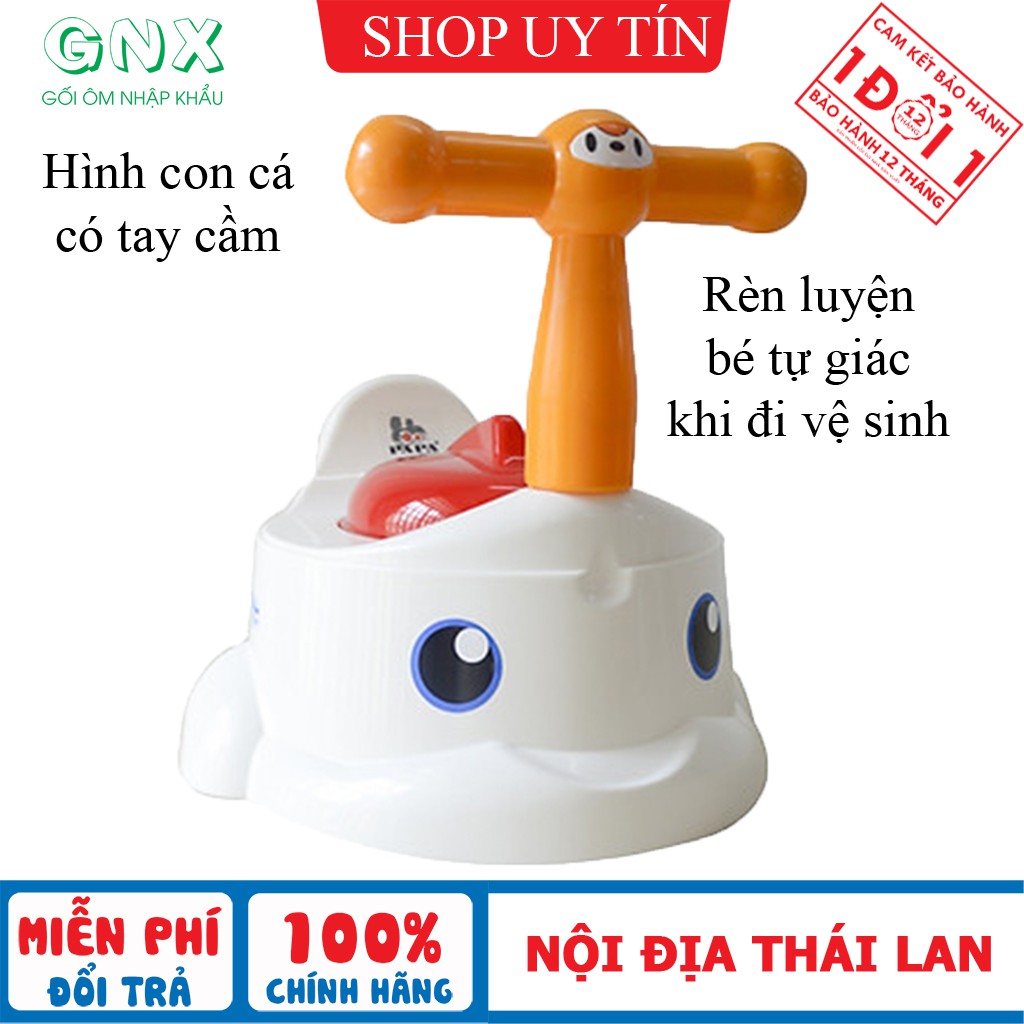 GNX
GỐI ÔM NHẬP KHẨU
SHOP UY TÍN
CAM KẾT BẢO HÀNH
1 ĐỔI 1
12
THÁNG
BẢO HÀNH 12 THÁNG
Hình con cá
có tay cầm
Rèn luyện
bé tự giác
khi đi vệ sinh
PAPA
MIỄN PHÍ
ĐỔI TRẢ
100%
CHÍNH HÃNG
NỘI ĐỊA THÁI LAN